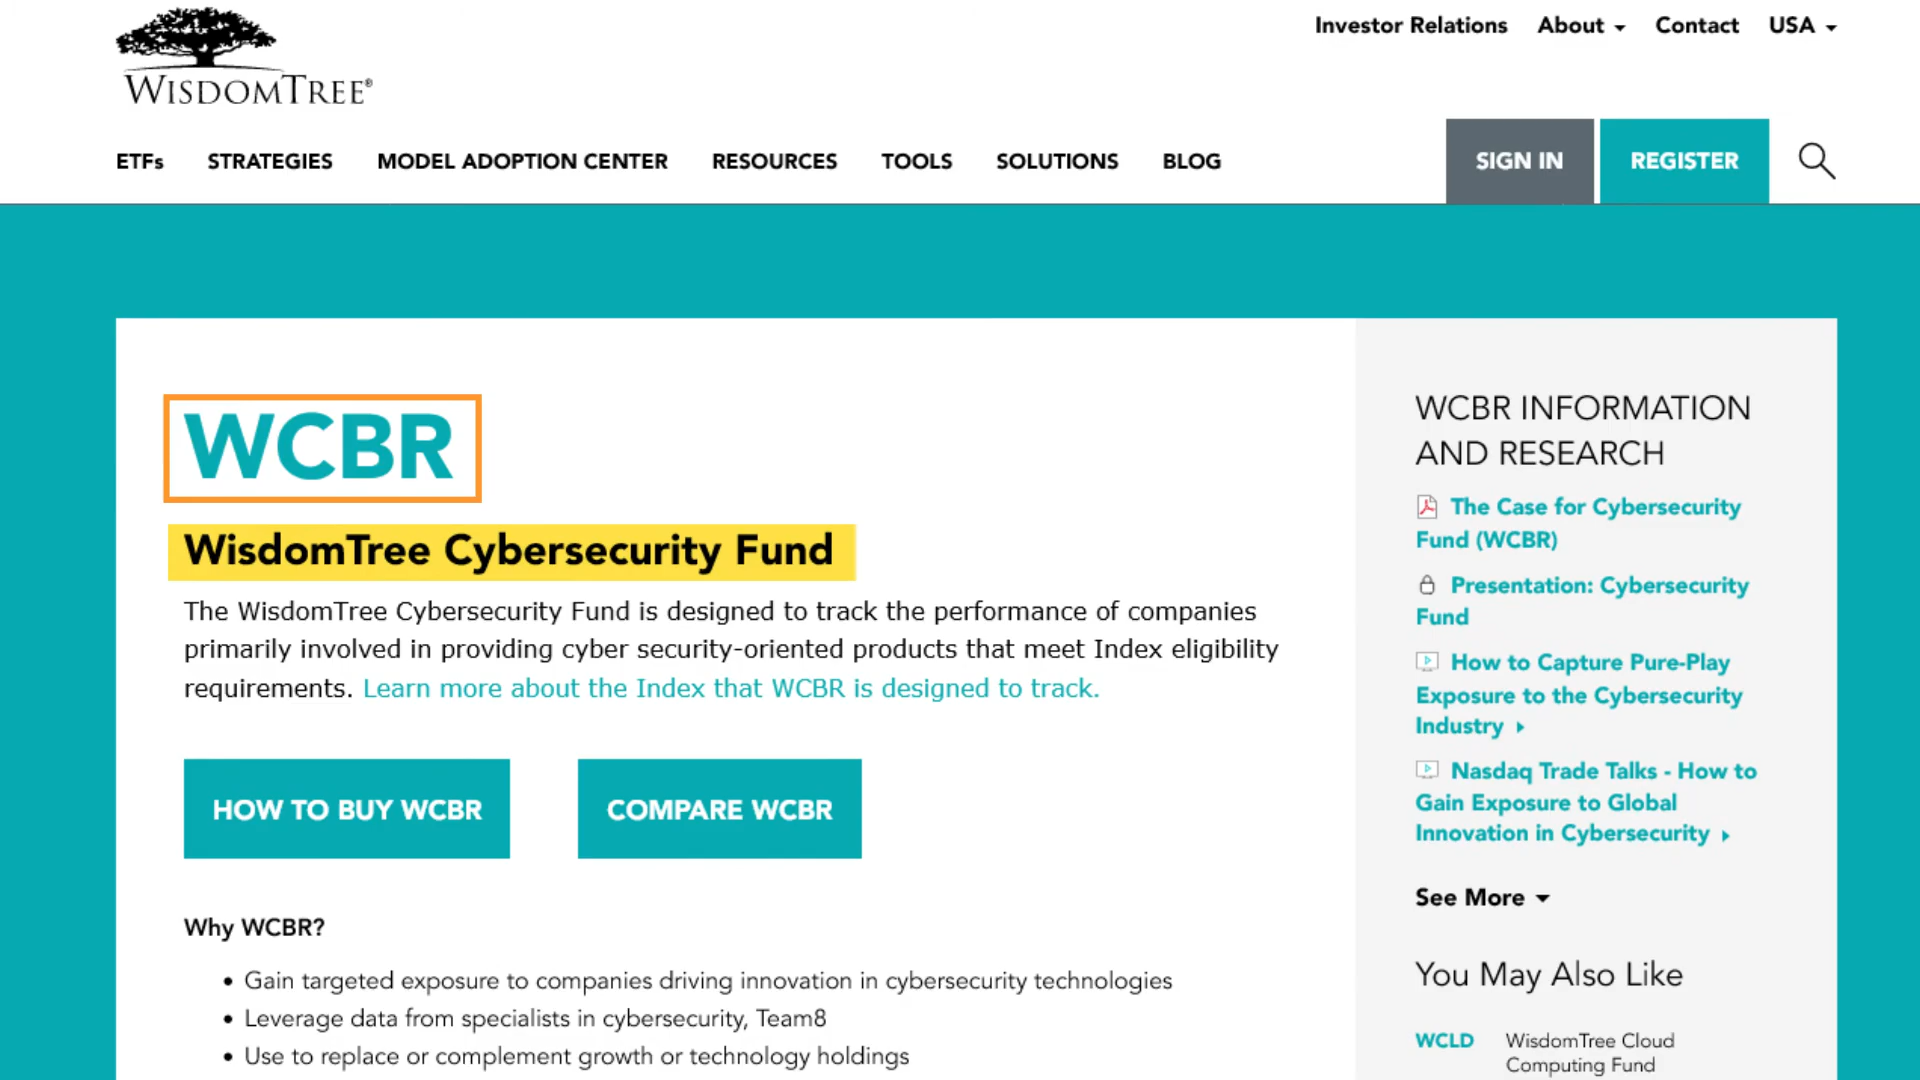 Investor Relations About Contact USA
WISDOMTREE®
ETFs STRATEGIES MODEL ADOPTION CENTER RESOURCES TOOLS SOLUTIONS BLOG SIGN IN REGISTER
WCBR
WisdomTree Cybersecurity Fund
The WisdomTree Cybersecurity Fund is designed to track the performance of companies
primarily involved in providing cyber security-oriented products that meet Index eligibility
requirements. Learn more about the Index that WCBR is designed to track.
HOW TO BUY WCBR COMPARE WCBR
Why WCBR?
• Gain targeted exposure to companies driving innovation in cybersecurity technologies
• Leverage data from specialists in cybersecurity, Team8
• Use to replace or complement growth or technology holdings
WCBR INFORMATION
AND RESEARCH
The Case for Cybersecurity
Fund (WCBR)
Presentation: Cybersecurity
Fund
How to Capture Pure-Play
Exposure to the Cybersecurity
Industry
Nasdaq Trade Talks - How to
Gain Exposure to Global
Innovation in Cybersecurity
See More
You May Also Like
WCLD WisdomTree Cloud
Computing Fund